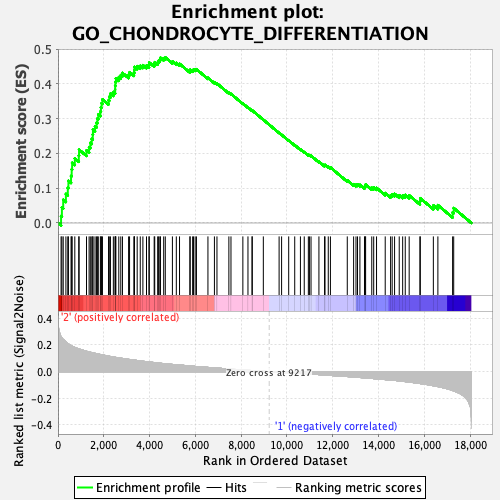 Enrichment plot:
GO_CHONDROCYTE_DIFFERENTIATION
Enrichment score (ES)
0.5
0.4
0.3
0.2
0.1
0.0
Ranked list metric (Signal2Noise)
'2' (positively correlated)
0.4
0.2
0.0
-0.2
-0.4
Zero cross at 9217
'1' (negatively correlated)
0
2,000
4,000
6,000
8,000
10,000
12,000
14,000
16,000
18,000
Rank in Ordered Dataset
Enrichment profile
Hits
Ranking metric scores